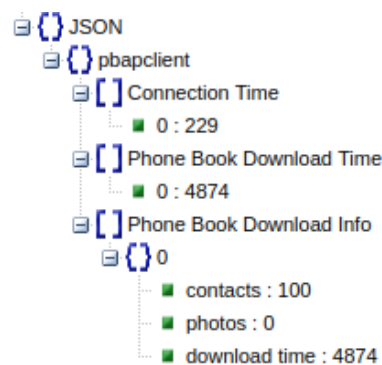 JSON
pbapclient
Connection Time
0 : 229
Phone Book Download Time
0 : 4874
Phone Book Download Info
0
contacts : 100
photos : 0
download time : 4874